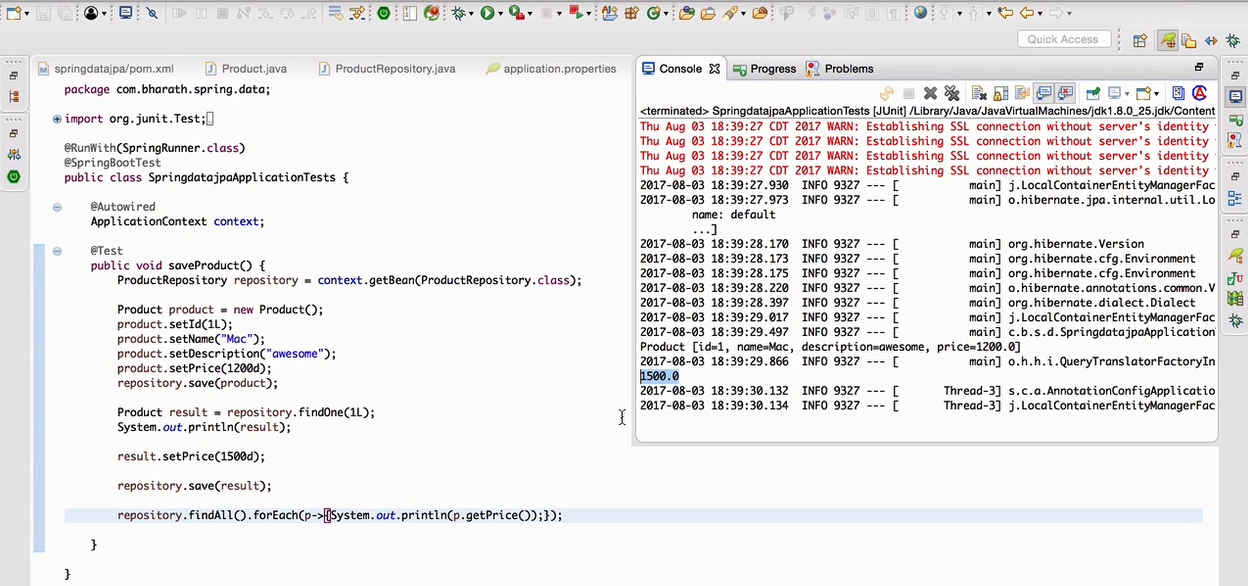 Quick Access
springdatajpa/pom.xml
Product.java
ProductRepository.java
application.properties
package com.bharath.spring.data;
import org.junit.Test;
@RunWith(SpringRunner.class)
@SpringBootTest
public class SpringdatajpaApplicationTests {
@Autowired
ApplicationContext context;
@Test
public void saveProduct() {
ProductRepository repository = context.getBean(ProductRepository.class);
Product product = new Product();
product.setId(1L);
product.setName("Mac");
product.setDescription("awesome");
product.setPrice(1200d);
repository.save(product);
Product result = repository.findOne(1L);
System.out.println(result);
result.setPrice(1500d);
repository.save(result);
repository.findAll().forEach(p->{System.out.println(p.getPrice());});
}
}
Console
Progress
Problems
<terminated> SpringdatajpaApplicationTests [JUnit] /Library/Java/JavaVirtualMachines/jdk1.8.0_25.jdk/Content
Thu Aug 03 18:39:27 CDT 2017 WARN: Establishing SSL connection without server's identity
Thu Aug 03 18:39:27 CDT 2017 WARN: Establishing SSL connection without server's identity
Thu Aug 03 18:39:27 CDT 2017 WARN: Establishing SSL connection without server's identity
Thu Aug 03 18:39:27 CDT 2017 WARN: Establishing SSL connection without server's identity
2017-08-03 18:39:27.930 INFO 9327 --- [ main] j.LocalContainerEntityManagerFac
2017-08-03 18:39:27.973 INFO 9327 --- [ main] o.hibernate.jpa.internal.util.Lo
name: default
...]
2017-08-03 18:39:28.170 INFO 9327 --- [ main] org.hibernate.Version
2017-08-03 18:39:28.173 INFO 9327 --- [ main] org.hibernate.cfg.Environment
2017-08-03 18:39:28.175 INFO 9327 --- [ main] org.hibernate.cfg.Environment
2017-08-03 18:39:28.220 INFO 9327 --- [ main] o.hibernate.annotations.common.V
2017-08-03 18:39:28.397 INFO 9327 --- [ main] org.hibernate.dialect.Dialect
2017-08-03 18:39:29.017 INFO 9327 --- [ main] j.LocalContainerEntityManagerFac
2017-08-03 18:39:29.497 INFO 9327 --- [ main] c.b.s.d.SpringdatajpaApplication
Product [id=1, name=Mac, description=awesome, price=1200.0]
2017-08-03 18:39:29.866 INFO 9327 --- [ main] o.h.h.i.QueryTranslatorFactoryIn
1500.0
2017-08-03 18:39:30.132 INFO 9327 --- [ Thread-3] s.c.a.AnnotationConfigApplicatio
2017-08-03 18:39:30.134 INFO 9327 --- [ Thread-3] j.LocalContainerEntityManagerFac